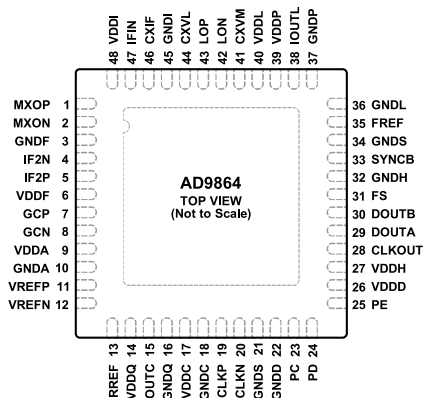 48 VDDI
47 IFIN
46 CXIF
45 GNDI
44 CXVL
43 LOP
42 LON
41 CXVM
40 VDDL
39 VDDP
38 IOUTL
37 GNDP
MXOP 1
MXON 2
GNDF 3
IF2N 4
IF2P 5
VDDF 6
GCP 7
GCN 8
VDDA 9
GNDA 10
VREFP 11
VREFN 12
AD9864
TOP VIEW
(Not to Scale)
36 GNDL
35 FREF
34 GNDS
33 SYNCB
32 GNDH
31 FS
30 DOUTB
29 DOUTA
28 CLKOUT
27 VDDH
26 VDDD
25 PE
RREF 13
VDDQ 14
IOUTC 15
GNDQ 16
VDDC 17
GNDC 18
CLKP 19
CLKN 20
GNDS 21
GNDD 22
PC 23
PD 24